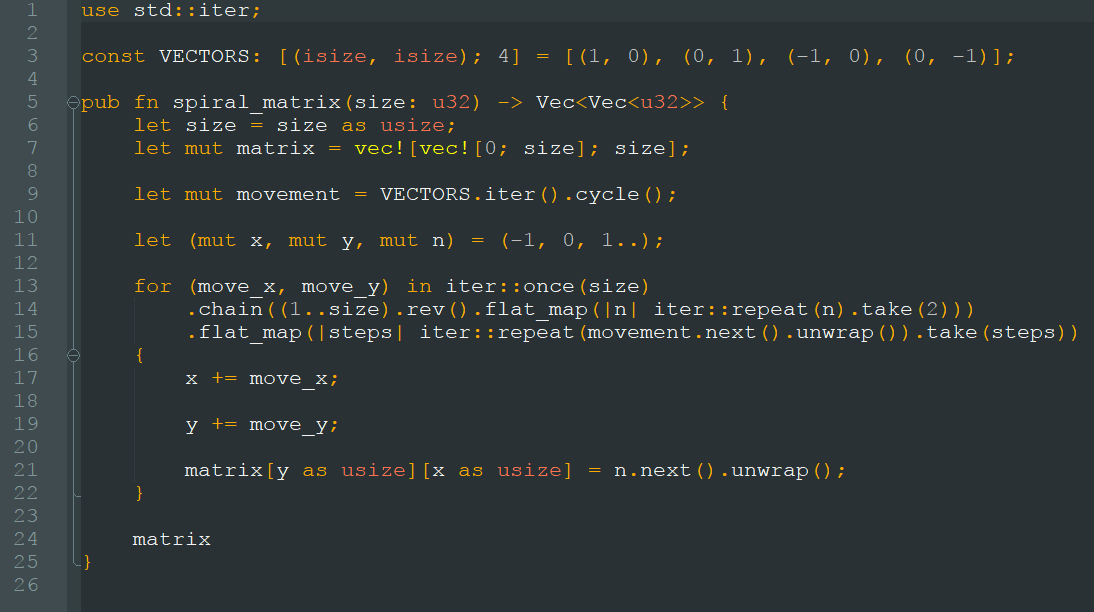 1 use std::iter;
2
3 const VECTORS: [(isize, isize); 4] = [(1, 0), (0, 1), (-1, 0), (0, -1)];
4
5 pub fn spiral_matrix(size: u32) -> Vec<Vec<u32>> {
6     let size = size as usize;
7     let mut matrix = vec![vec![0; size]; size];
8
9     let mut movement = VECTORS.iter().cycle();
10
11     let (mut x, mut y, mut n) = (-1, 0, 1..);
12
13     for (move_x, move_y) in iter::once(size)
14         .chain((1..size).rev().flat_map(|n| iter::repeat(n).take(2)))
15         .flat_map(|steps| iter::repeat(movement.next().unwrap()).take(steps))
16     {
17         x += move_x;
18
19         y += move_y;
20
21         matrix[y as usize][x as usize] = n.next().unwrap();
22     }
23
24     matrix
25 }
26